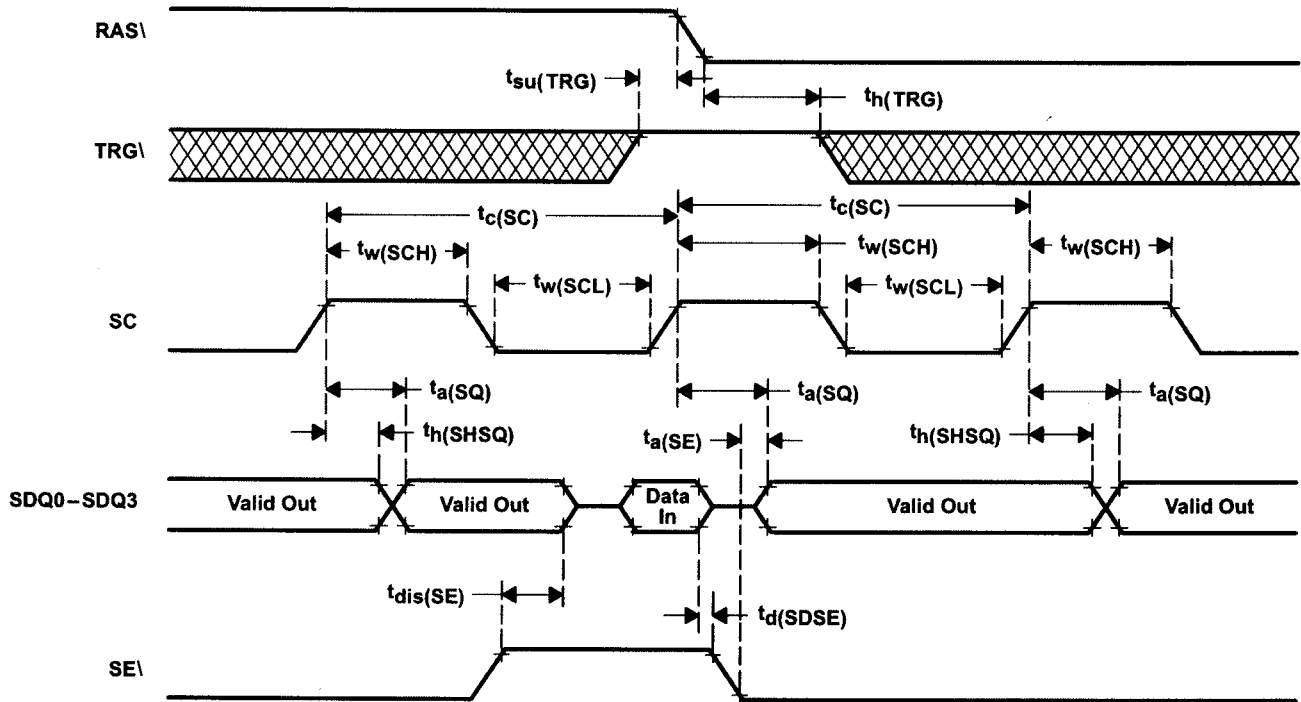 RAS\
tsu(TRG)
th(TRG)
TRG\
tc(SC)
tc(SC)
tw(SCH)
tw(SCH)
tw(SCH)
tw(SCL)
tw(SCL)
SC
ta(SQ)
ta(SQ)
ta(SQ)
th(SHSQ)
ta(SE)
th(SHSQ)
SDQ0–SDQ3
Valid Out
Valid Out
Data
In
Valid Out
Valid Out
tdis(SE)
td(SDSE)
SE\